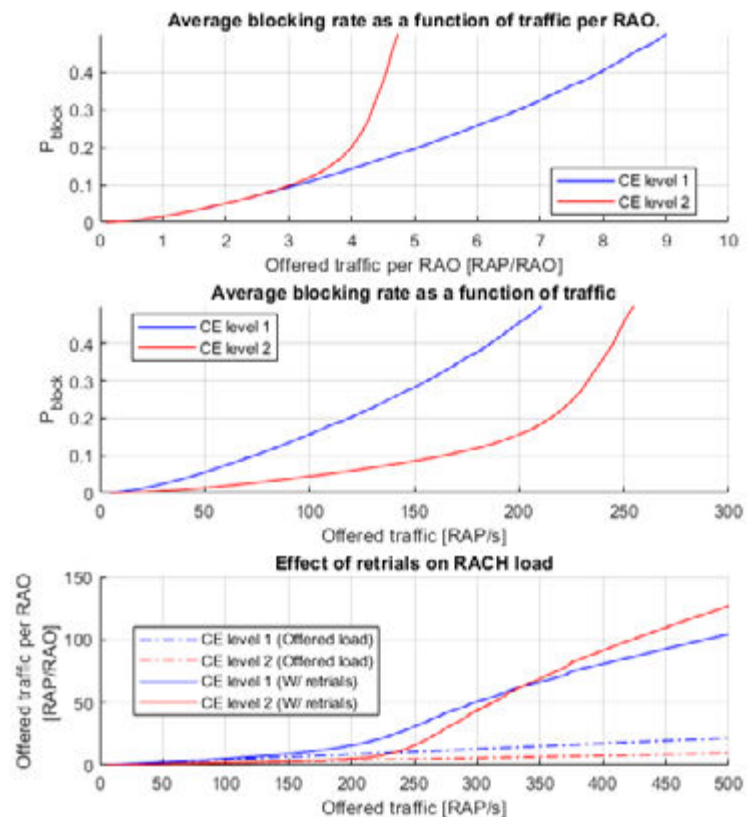 Average blocking rate as a function of traffic per RAO.
P_block
0.4
0.3
0.2
0.1
0
0 1 2 3 4 5 6 7 8 9 10
CE level 1
CE level 2
Offered traffic per RAO [RAP/RAO]
Average blocking rate as a function of traffic
P_block
0.4
0.3
0.2
0.1
0
CE level 1
CE level 2
50 100 150 200 250 300
Offered traffic [RAP/s]
Effect of retrials on RACH load
Offered traffic per RAO
[RAP/RAO]
150
100
50
0
CE level 1 (Offered load)
CE level 2 (Offered load)
CE level 1 (W/ retrials)
CE level 2 (W/ retrials)
0 50 100 150 200 250 300 350 400 450 500
Offered traffic [RAP/s]